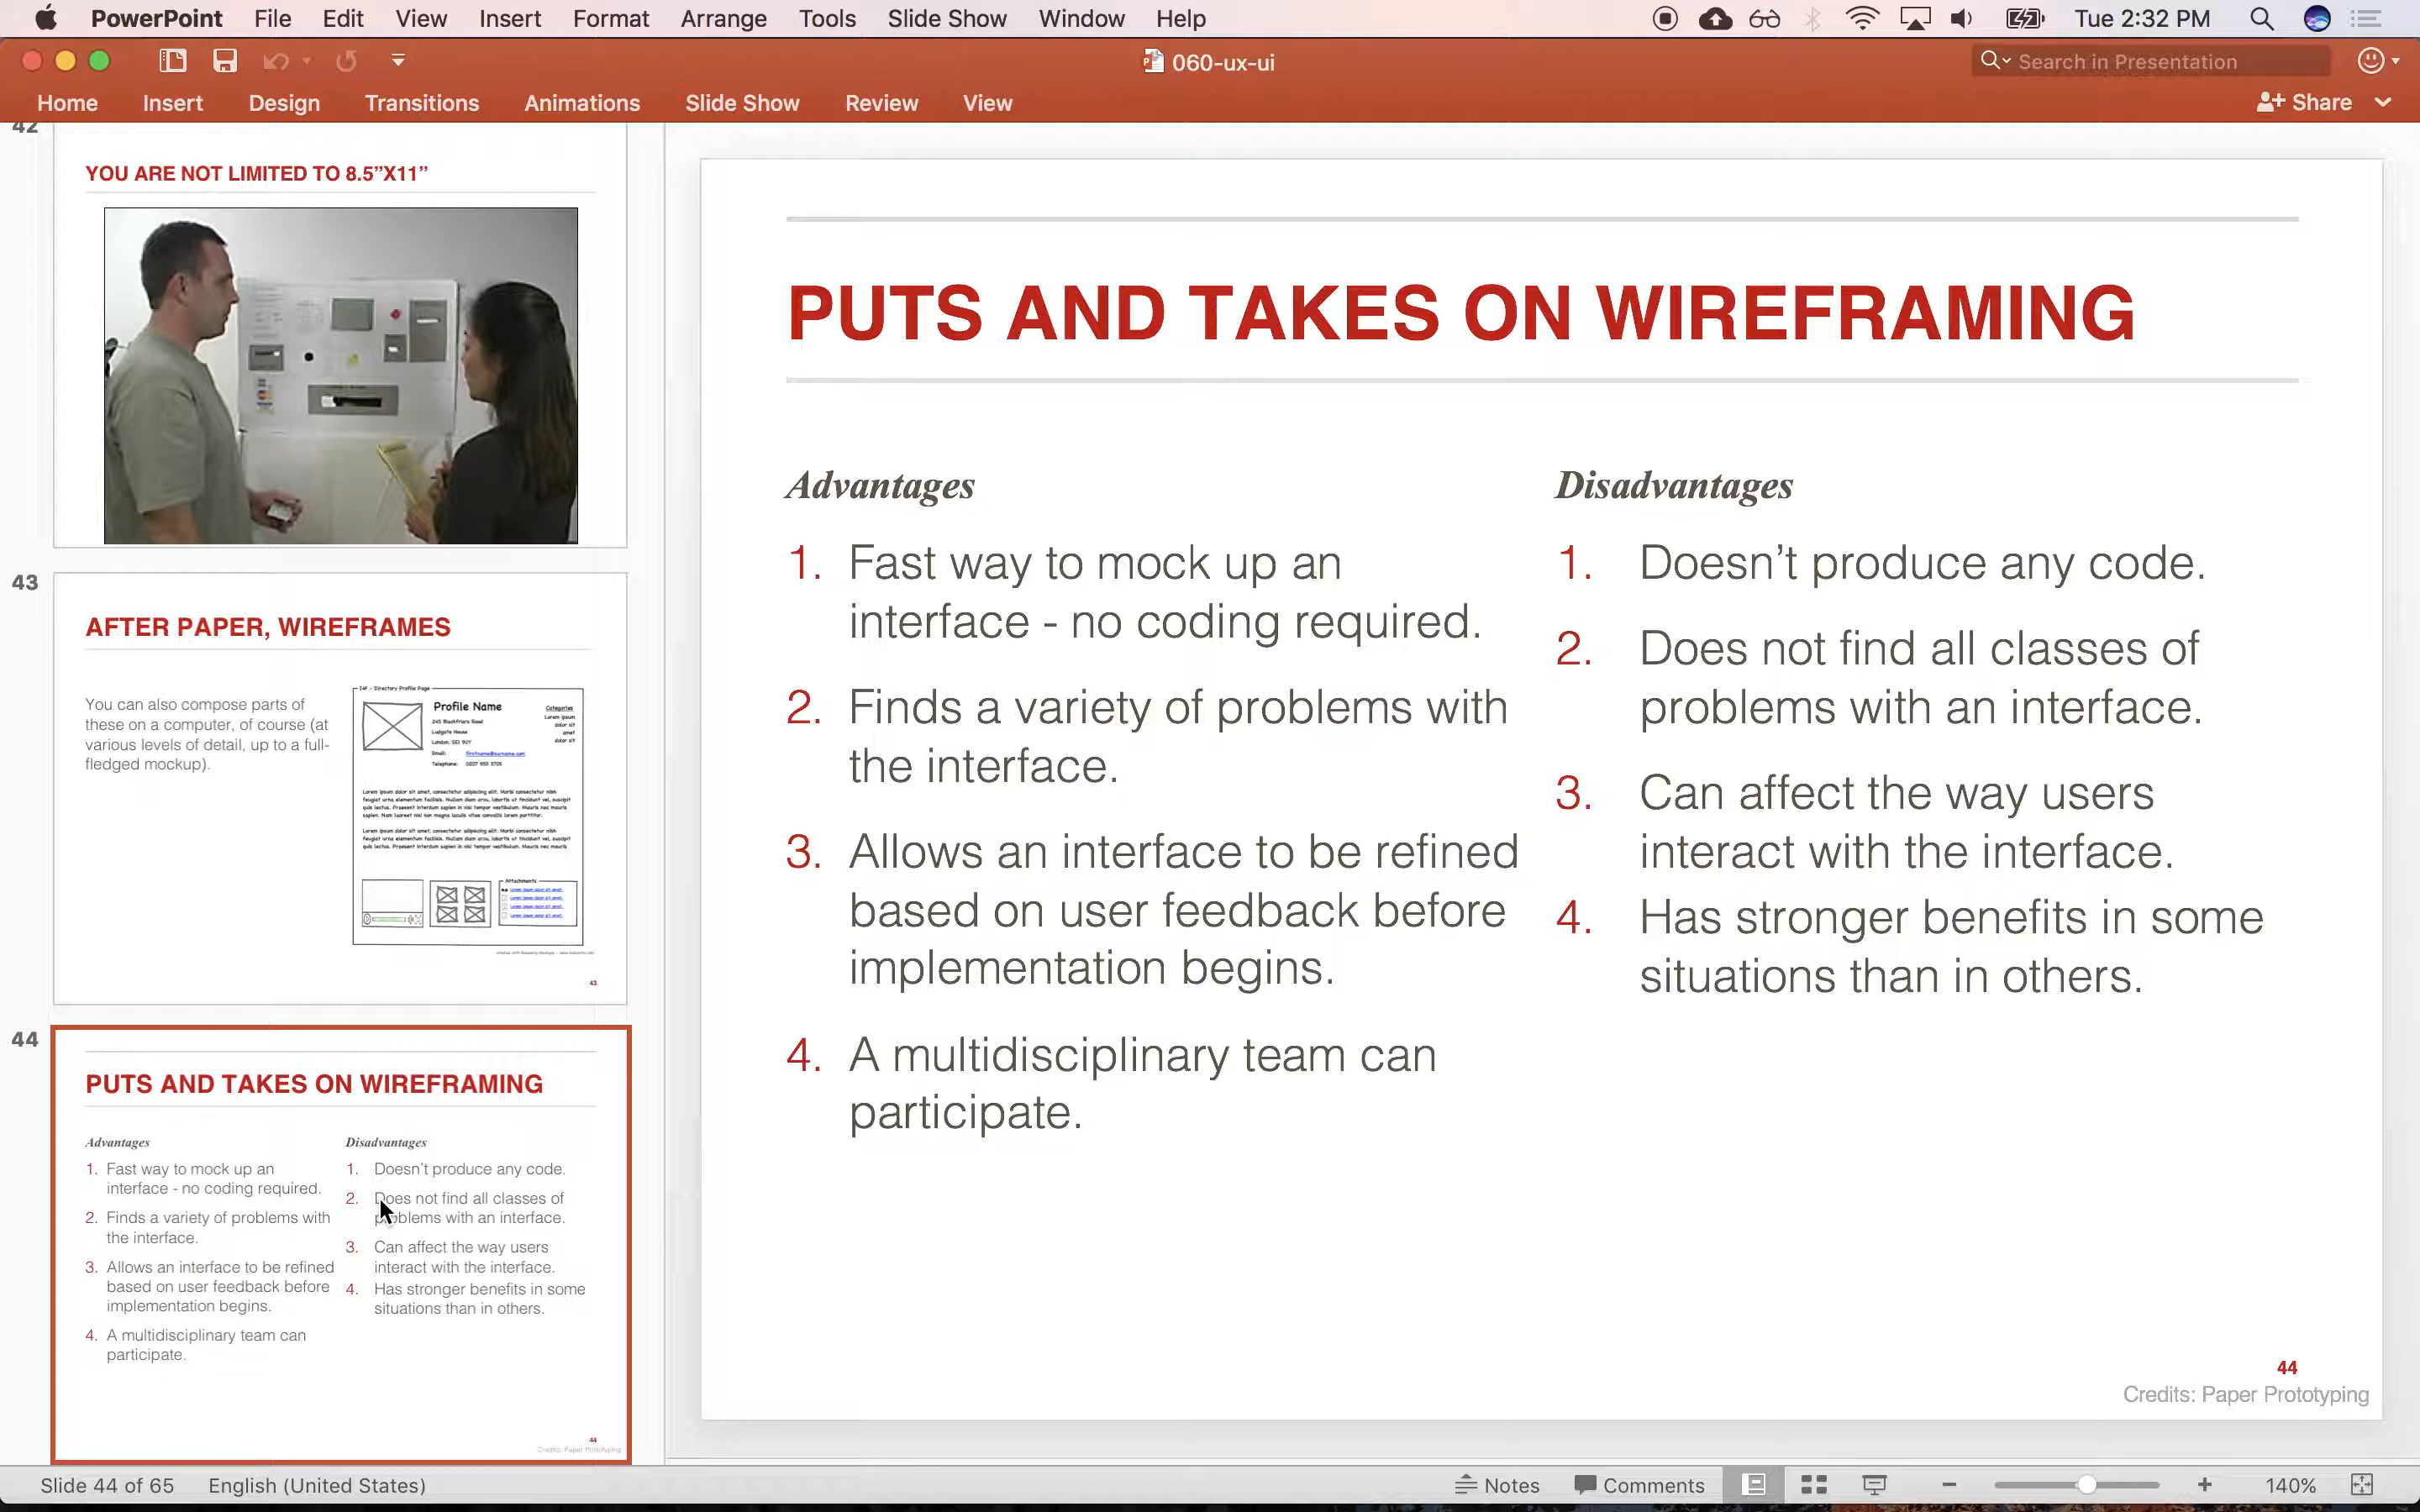 PowerPoint File Edit View Insert Format Arrange Tools Slide Show Window Help Tue 2:32 PM
060-ux-ui
Search in Presentation
Home Insert Design Transitions Animations Slide Show Review View Share
42
YOU ARE NOT LIMITED TO 8.5”X11”
43
AFTER PAPER, WIREFRAMES
You can also compose parts of
these on a computer, of course (at
various levels of detail, up to a full-
fledged mockup).
Profile Name
Categories
Attachments
43
44
PUTS AND TAKES ON WIREFRAMING
Advantages
1. Fast way to mock up an
interface - no coding required.
2. Finds a variety of problems with
the interface.
3. Allows an interface to be refined
based on user feedback before
implementation begins.
4. A multidisciplinary team can
participate.
Disadvantages
1. Doesn’t produce any code.
2. Does not find all classes of
problems with an interface.
3. Can affect the way users
interact with the interface.
4. Has stronger benefits in some
situations than in others.
44
Credits: Paper Prototyping
PUTS AND TAKES ON WIREFRAMING
Advantages
1. Fast way to mock up an
interface - no coding required.
2. Finds a variety of problems with
the interface.
3. Allows an interface to be refined
based on user feedback before
implementation begins.
4. A multidisciplinary team can
participate.
Disadvantages
1. Doesn’t produce any code.
2. Does not find all classes of
problems with an interface.
3. Can affect the way users
interact with the interface.
4. Has stronger benefits in some
situations than in others.
44
Credits: Paper Prototyping
Slide 44 of 65 English (United States) Notes Comments 140%